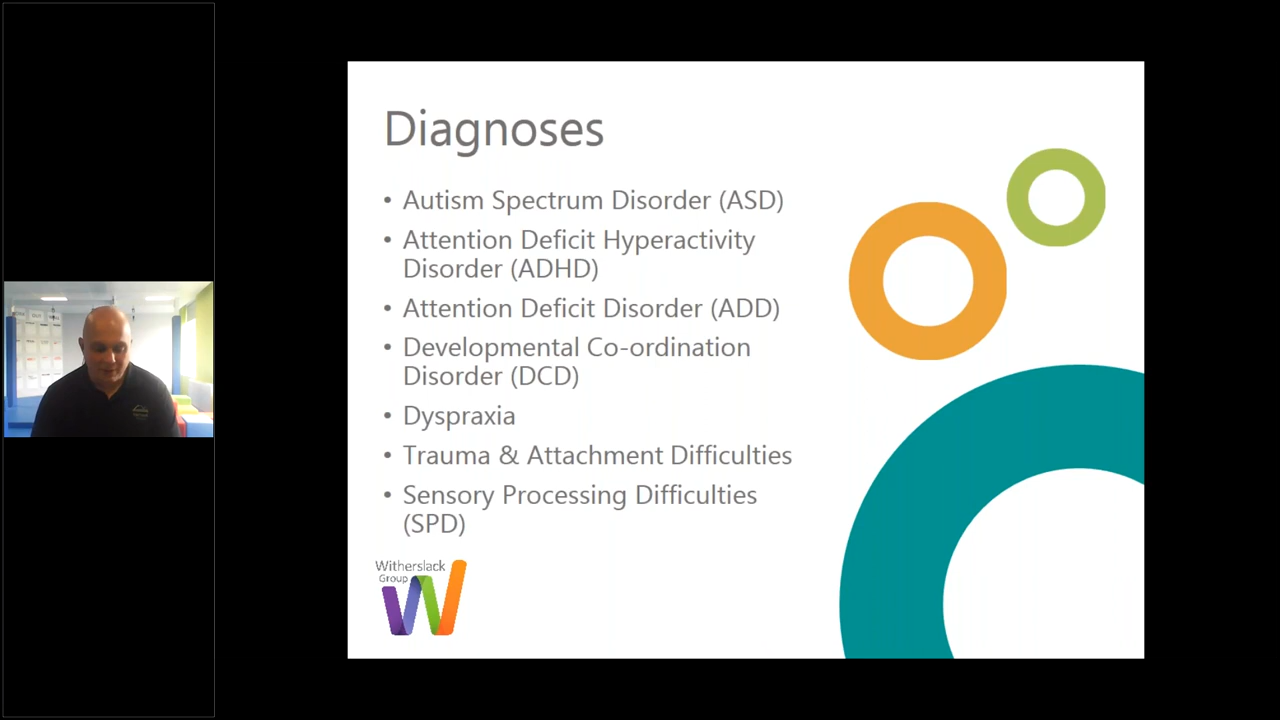 Diagnoses
• Autism Spectrum Disorder (ASD)
• Attention Deficit Hyperactivity
Disorder (ADHD)
• Attention Deficit Disorder (ADD)
• Developmental Co-ordination
Disorder (DCD)
• Dyspraxia
• Trauma & Attachment Difficulties
• Sensory Processing Difficulties
(SPD)
Witherslack
Group